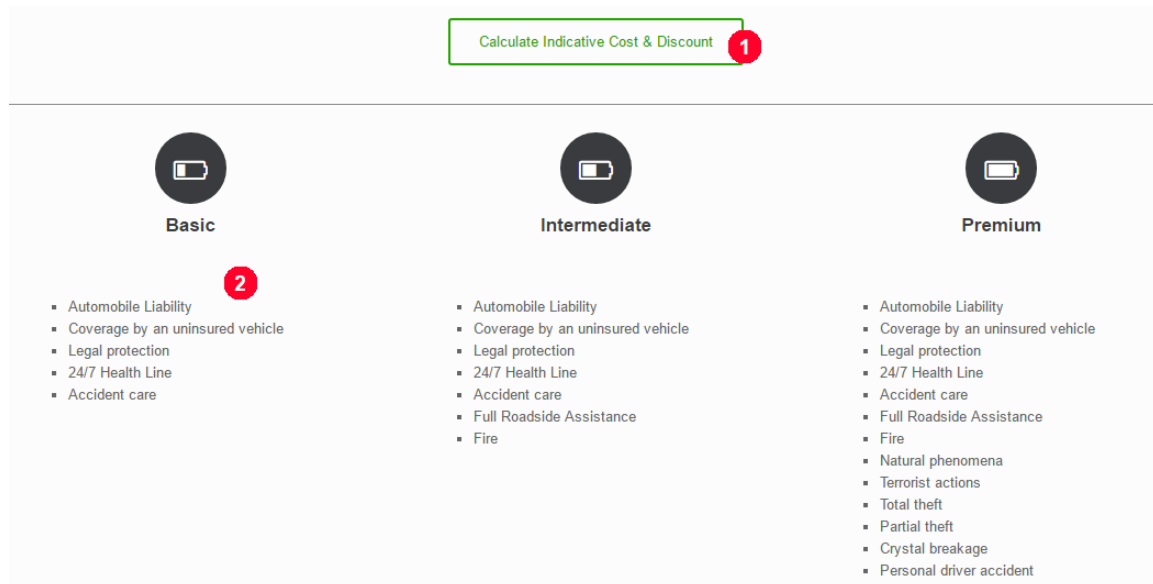 Calculate Indicative Cost & Discount
1
Basic
2
Automobile Liability
Coverage by an uninsured vehicle
Legal protection
24/7 Health Line
Accident care
Intermediate
Automobile Liability
Coverage by an uninsured vehicle
Legal protection
24/7 Health Line
Accident care
Full Roadside Assistance
Fire
Premium
Automobile Liability
Coverage by an uninsured vehicle
Legal protection
24/7 Health Line
Accident care
Full Roadside Assistance
Fire
Natural phenomena
Terrorist actions
Total theft
Partial theft
Crystal breakage
Personal driver accident